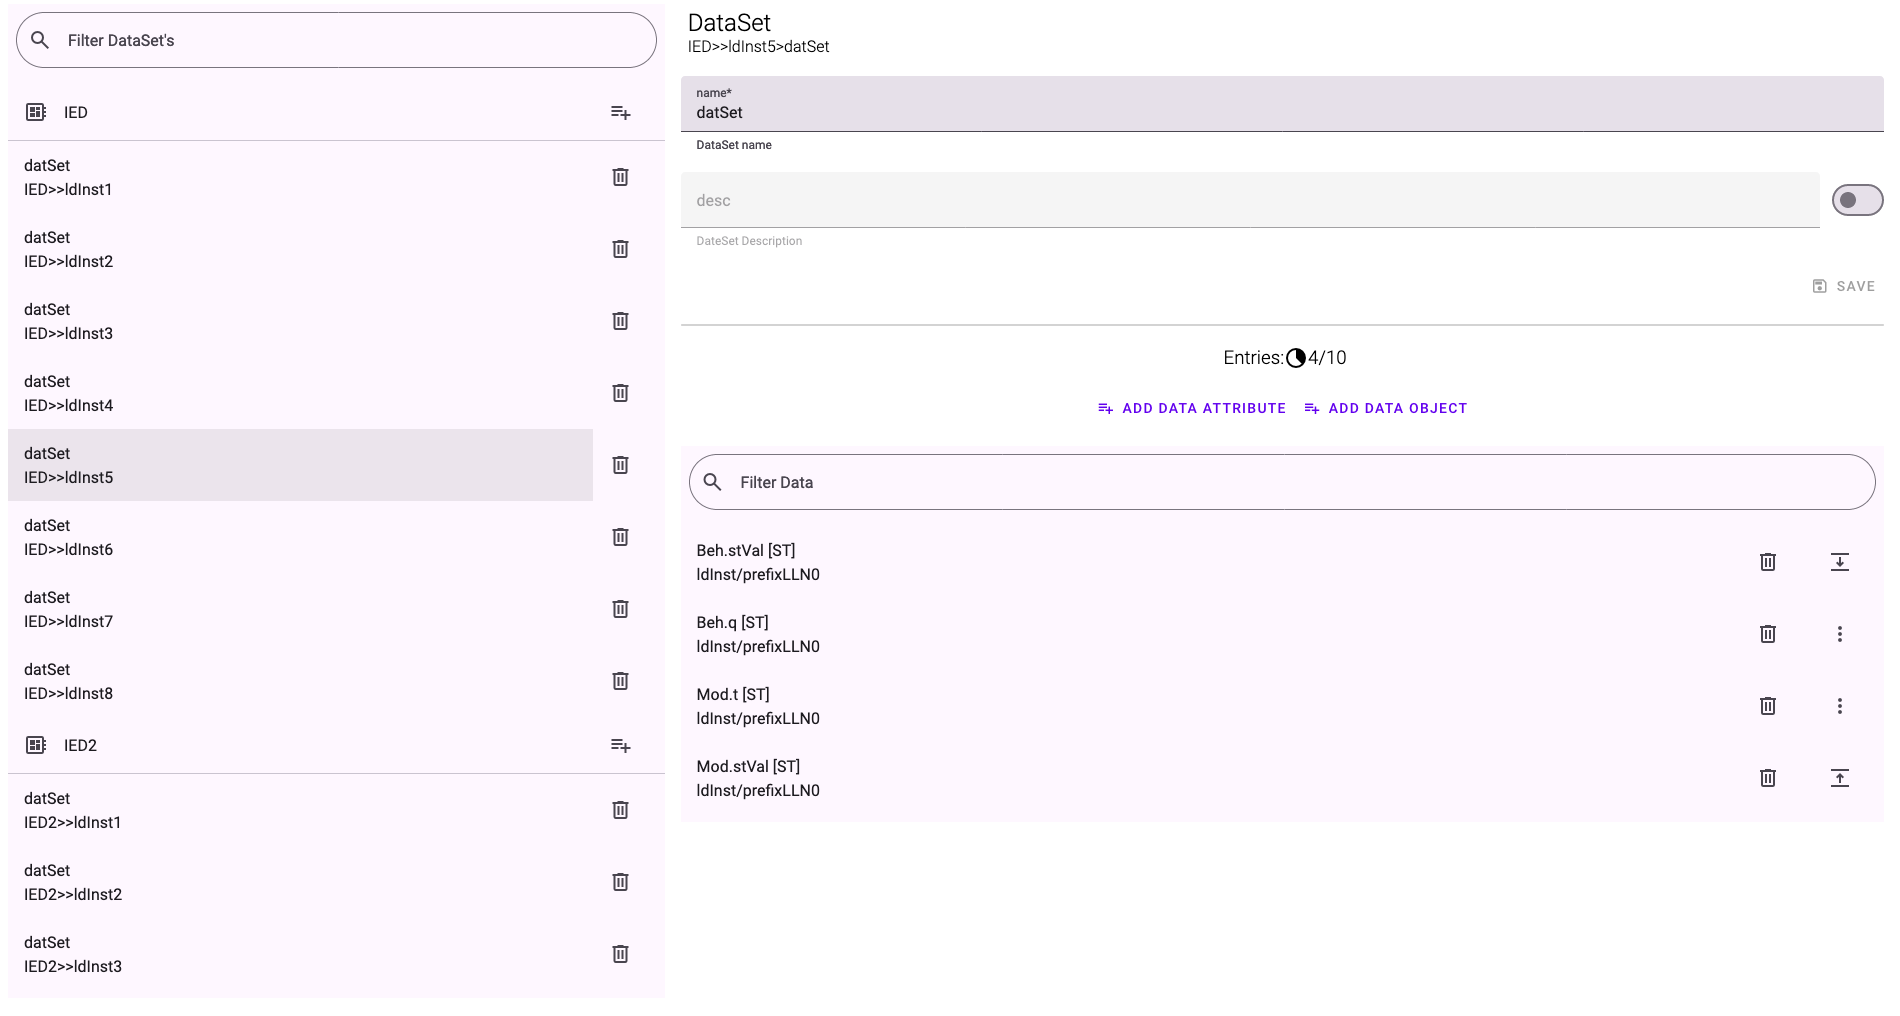 Filter DataSet's
IED
datSet
IED>>ldInst1
datSet
IED>>ldInst2
datSet
IED>>ldInst3
datSet
IED>>ldInst4
datSet
IED>>ldInst5
datSet
IED>>ldInst6
datSet
IED>>ldInst7
datSet
IED>>ldInst8
IED2
datSet
IED2>>ldInst1
datSet
IED2>>ldInst2
datSet
IED2>>ldInst3
DataSet
IED>>ldInst5>datSet
name*
datSet
DataSet name
desc
DateSet Description
SAVE
Entries: 4/10
ADD DATA ATTRIBUTE ADD DATA OBJECT
Filter Data
Beh.stVal [ST]
ldInst/prefixLLN0
Beh.q [ST]
ldInst/prefixLLN0
Mod.t [ST]
ldInst/prefixLLN0
Mod.stVal [ST]
ldInst/prefixLLN0